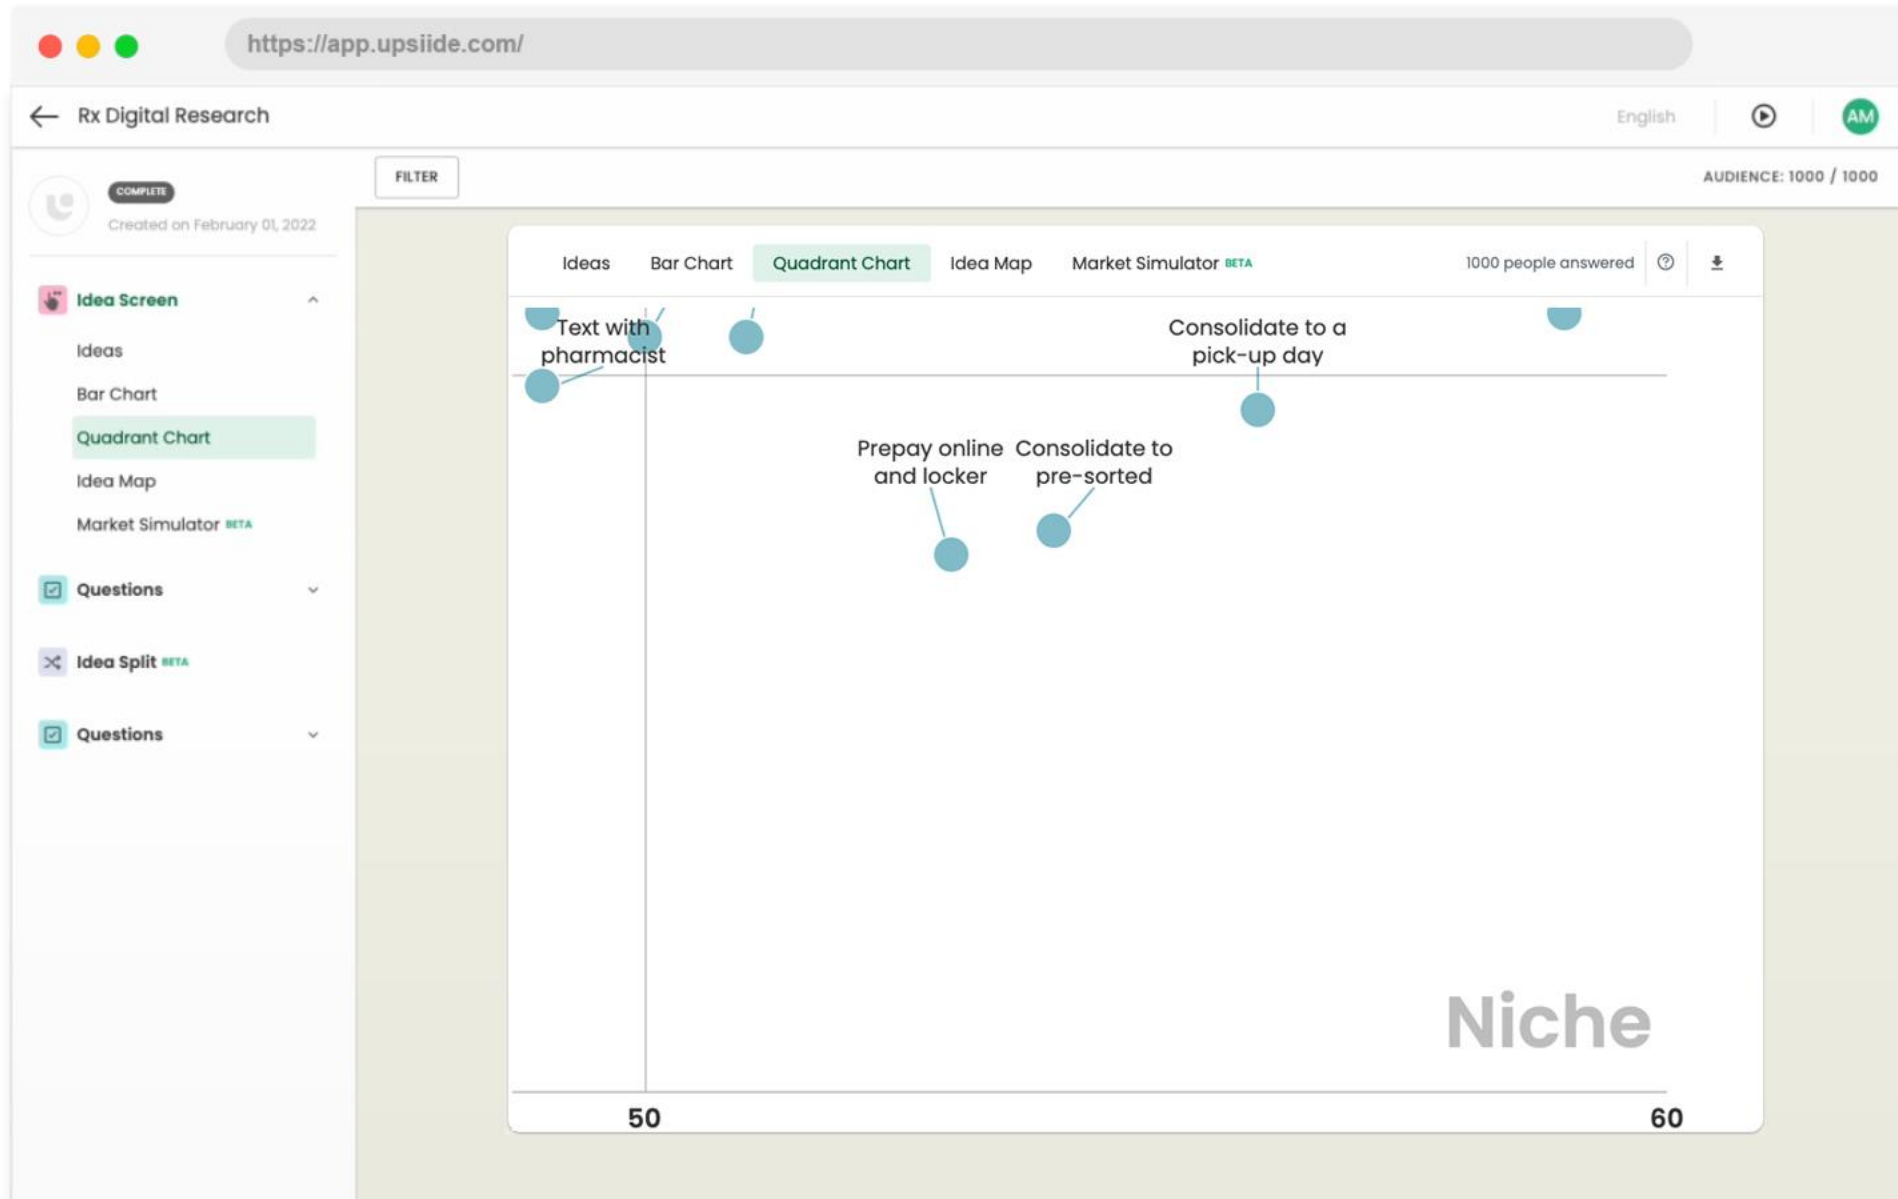 https://app.upsiide.com/
Rx Digital Research
English
AM
COMPLETE
Created on February 01, 2022
FILTER
AUDIENCE: 1000 / 1000
Idea Screen
Ideas
Bar Chart
Quadrant Chart
Idea Map
Market Simulator BETA
Questions
Idea Split BETA
Questions
Ideas
Bar Chart
Quadrant Chart
Idea Map
Market Simulator BETA
1000 people answered
Text with
pharmacist
Consolidate to a
pick-up day
Prepay online
and locker
Consolidate to
pre-sorted
Niche
50
60